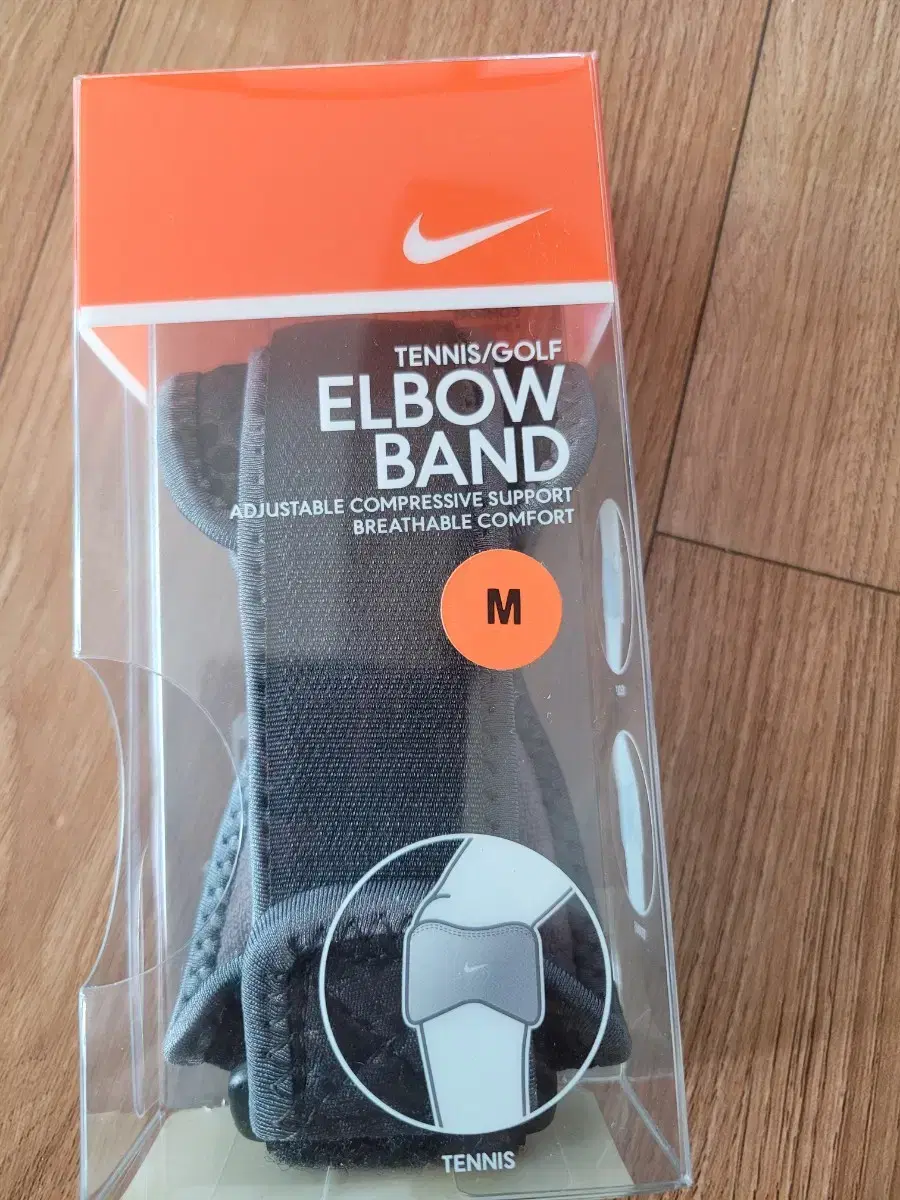 TENNIS/GOLF
ELBOW
BAND
ADJUSTABLE COMPRESSIVE SUPPORT
BREATHABLE COMFORT
M
TENNIS